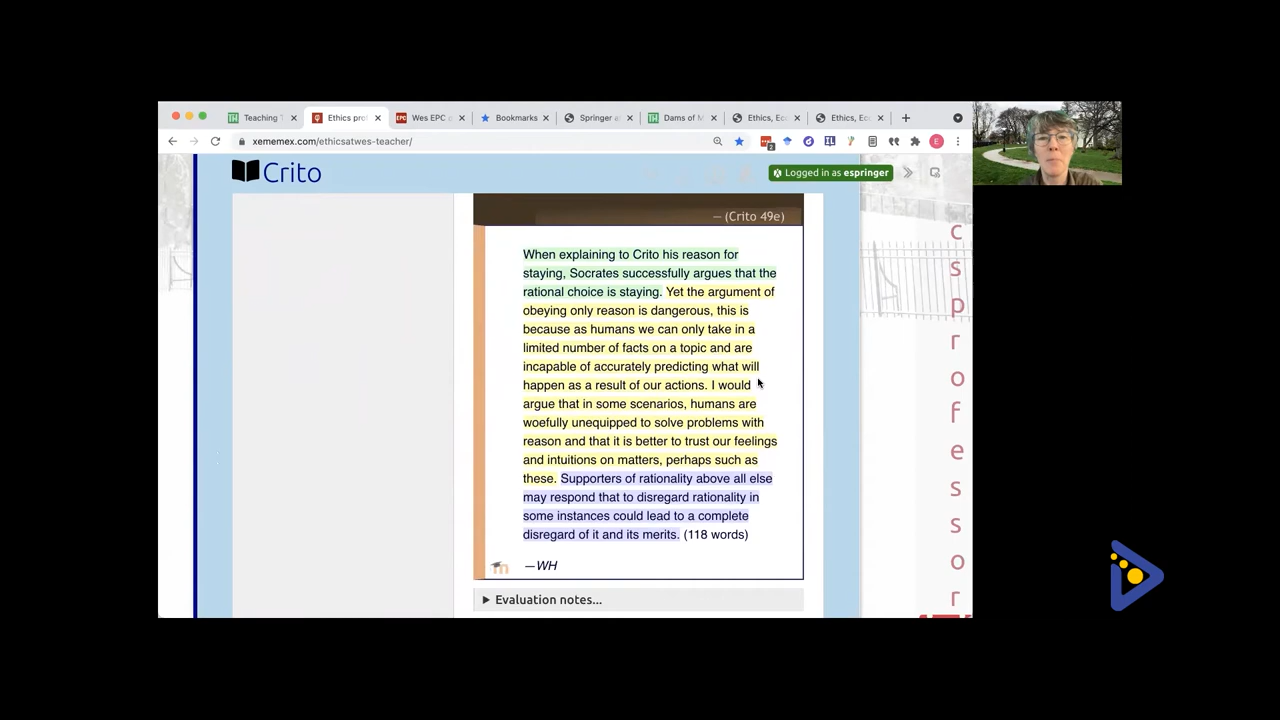 Teaching T
Ethics pro
Wes EPC
Bookmarks
Springer a
Dams of M
Ethics, Eco
Ethics, Eco
xememex.com/ethicsatwes-teacher/
Crito
Logged in as espringer
— (Crito 49e)
When explaining to Crito his reason for
staying, Socrates successfully argues that the
rational choice is staying. Yet the argument of
obeying only reason is dangerous, this is
because as humans we can only take in a
limited number of facts on a topic and are
incapable of accurately predicting what will
happen as a result of our actions. I would
argue that in some scenarios, humans are
woefully unequipped to solve problems with
reason and that it is better to trust our feelings
and intuitions on matters, perhaps such as
these. Supporters of rationality above all else
may respond that to disregard rationality in
some instances could lead to a complete
disregard of it and its merits. (118 words)
—WH
Evaluation notes...
c
s
p
r
o
f
e
s
s
o
r